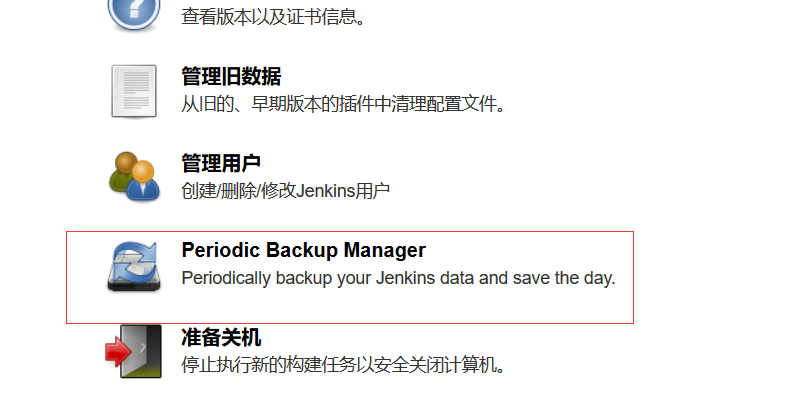 查看版本以及证书信息。
管理旧数据
从旧的、早期版本的插件中清理配置文件。
管理用户
创建/删除/修改Jenkins用户
Periodic Backup Manager
Periodically backup your Jenkins data and save the day.
准备关机
停止执行新的构建任务以安全关闭计算机。